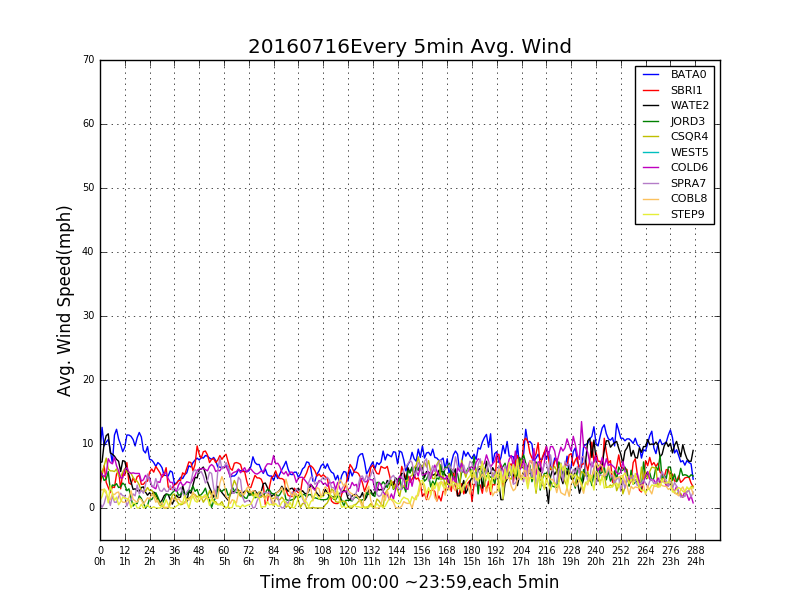 20160716Every 5min Avg. Wind
70
60
50
40
30
20
10
0
Avg. Wind Speed(mph)
BATA0
SBRI1
WATE2
JORD3
CSQR4
WEST5
COLD6
SPRA7
COBL8
STEP9
0 12 24 36 48 60 72 84 96 108 120 132 144 156 168 180 192 204 216 228 240 252 264 276 288
0h 1h 2h 3h 4h 5h 6h 7h 8h 9h 10h 11h 12h 13h 14h 15h 16h 17h 18h 19h 20h 21h 22h 23h 24h
Time from 00:00 ~23:59,each 5min